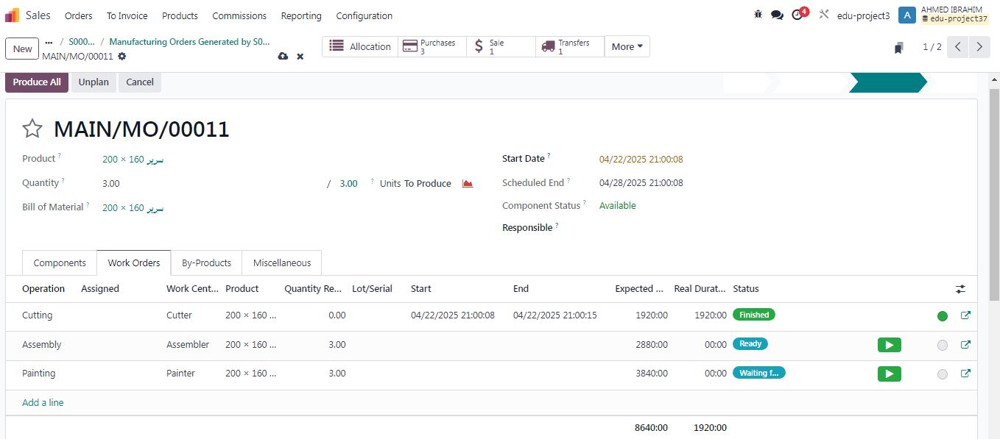 Sales Orders To Invoice Products Commissions Reporting Configuration 4 edu-project3 A AHMED IBRAHIM
edu-project37
New ... / S000... / Manufacturing Orders Generated by S0...
MAIN/MO/00011
Allocation Purchases 3 Sale 1 Transfers 1 More 1 / 2
Produce All Unplan Cancel
MAIN/MO/00011
Product ? سرير 160 × 200
Start Date ? 04/22/2025 21:00:08
Quantity ? 3.00 / 3.00 ? Units To Produce
Scheduled End ? 04/28/2025 21:00:08
Bill of Material ? سرير 160 × 200
Component Status ? Available
Responsible ?
Components Work Orders By-Products Miscellaneous
Operation Assigned Work Cent... Product Quantity Re... Lot/Serial Start End Expected ... Real Durat... Status
Cutting Cutter 200 × 160 ... 0.00 04/22/2025 21:00:08 04/22/2025 21:00:15 1920:00 1920:00 Finished
Assembly Assembler 200 × 160 ... 3.00 2880:00 00:00 Ready
Painting Painter 200 × 160 ... 3.00 3840:00 00:00 Waiting f...
Add a line
8640:00 1920:00